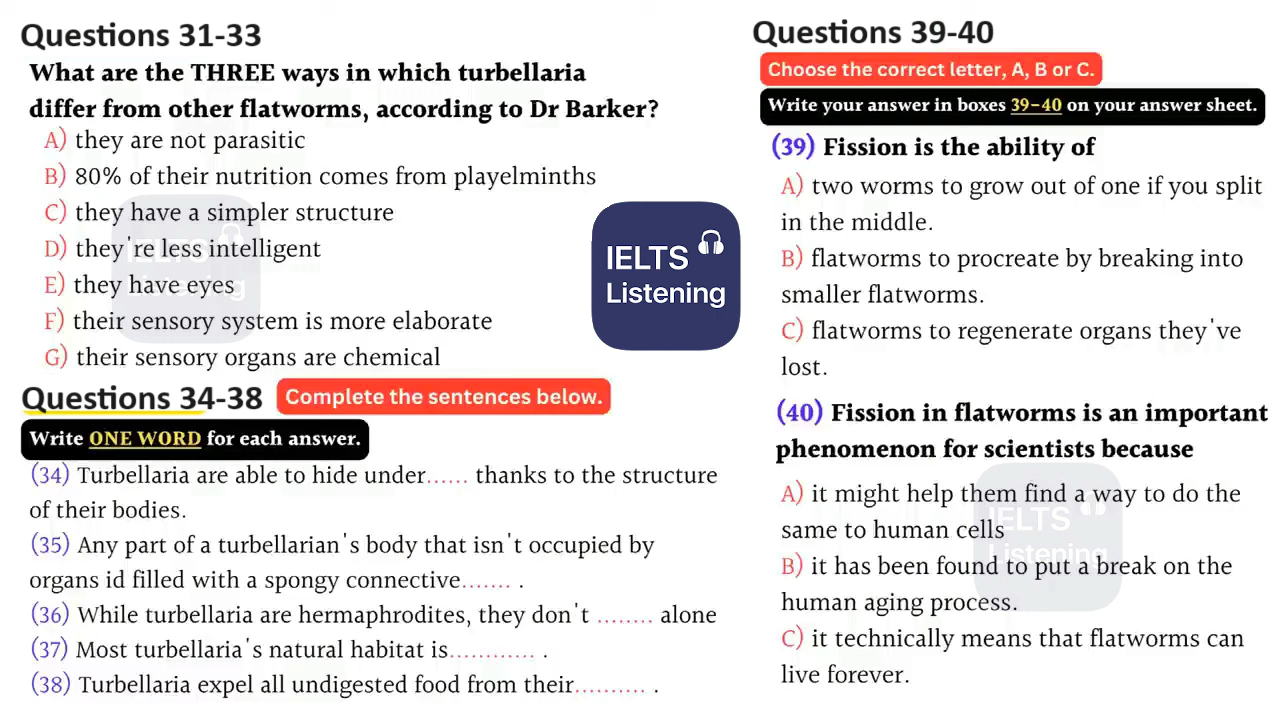 Questions 31-33
What are the THREE ways in which turbellaria
differ from other flatworms, according to Dr Barker?
A) they are not parasitic
B) 80% of their nutrition comes from playelminths
C) they have a simpler structure
D) they're less intelligent
E) they have eyes
F) their sensory system is more elaborate
G) their sensory organs are chemical
IELTS
Listening
IELTS
Listening
Questions 34-38
Complete the sentences below.
Write ONE WORD for each answer.
(34) Turbellaria are able to hide under...... thanks to the structure
of their bodies.
(35) Any part of a turbellarian's body that isn't occupied by
organs id filled with a spongy connective....... .
(36) While turbellaria are hermaphrodites, they don't ........ alone
(37) Most turbellaria's natural habitat is............ .
(38) Turbellaria expel all undigested food from their.......... .
Questions 39-40
Choose the correct letter, A, B or C.
Write your answer in boxes 39-40 on your answer sheet.
(39) Fission is the ability of
A) two worms to grow out of one if you split
in the middle.
B) flatworms to procreate by breaking into
smaller flatworms.
C) flatworms to regenerate organs they've
lost.
(40) Fission in flatworms is an important
phenomenon for scientists because
A) it might help them find a way to do the
same to human cells
B) it has been found to put a break on the
human aging process.
C) it technically means that flatworms can
live forever.
IELTS
Listening